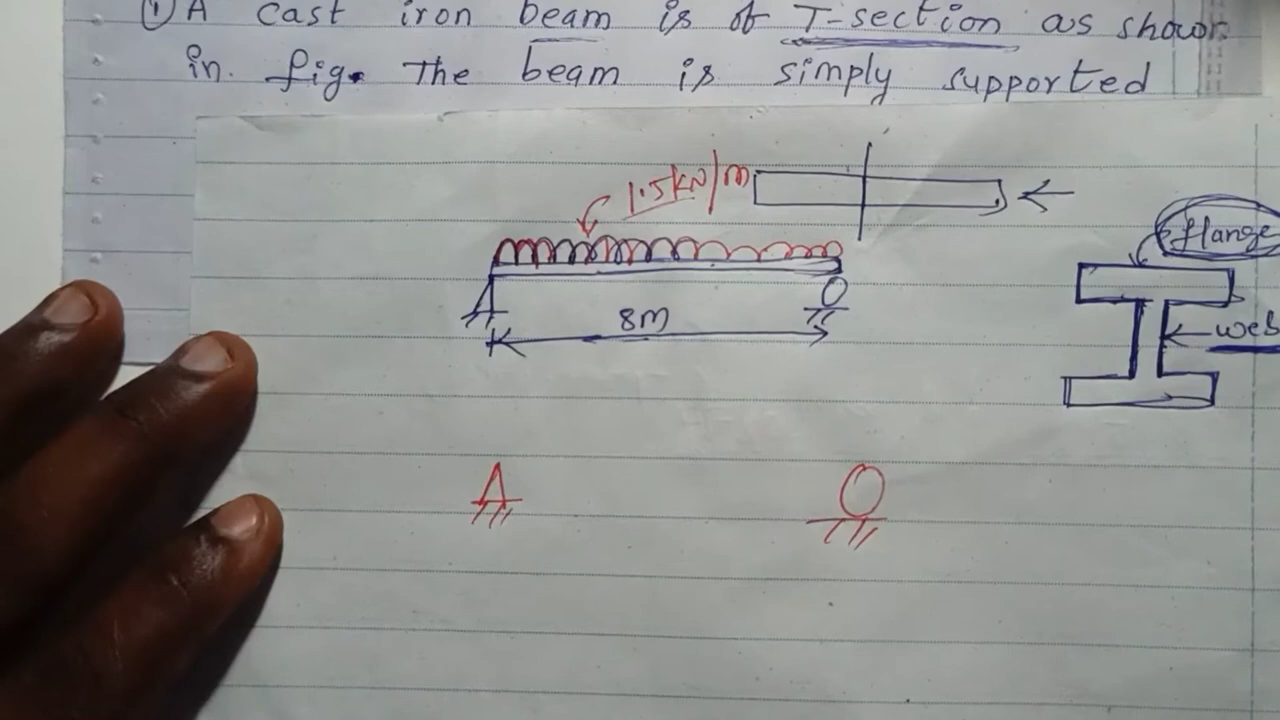 ① A cast iron beam is of T-section as shown
in fig. The beam is simply supported
1.5kN/m
flange
8m
web